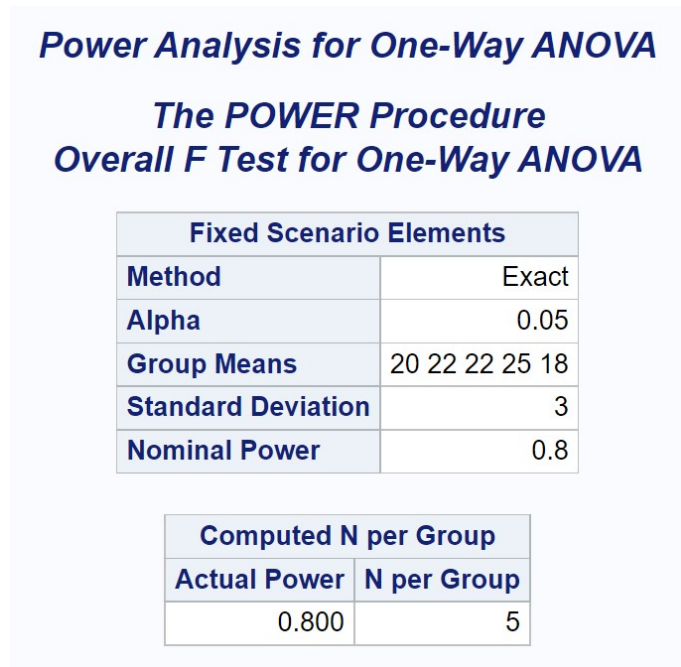 Power Analysis for One-Way ANOVA
The POWER Procedure
Overall F Test for One-Way ANOVA
Fixed Scenario Elements
Method Exact
Alpha 0.05
Group Means 20 22 22 25 18
Standard Deviation 3
Nominal Power 0.8
Computed N per Group
Actual Power N per Group
0.800 5